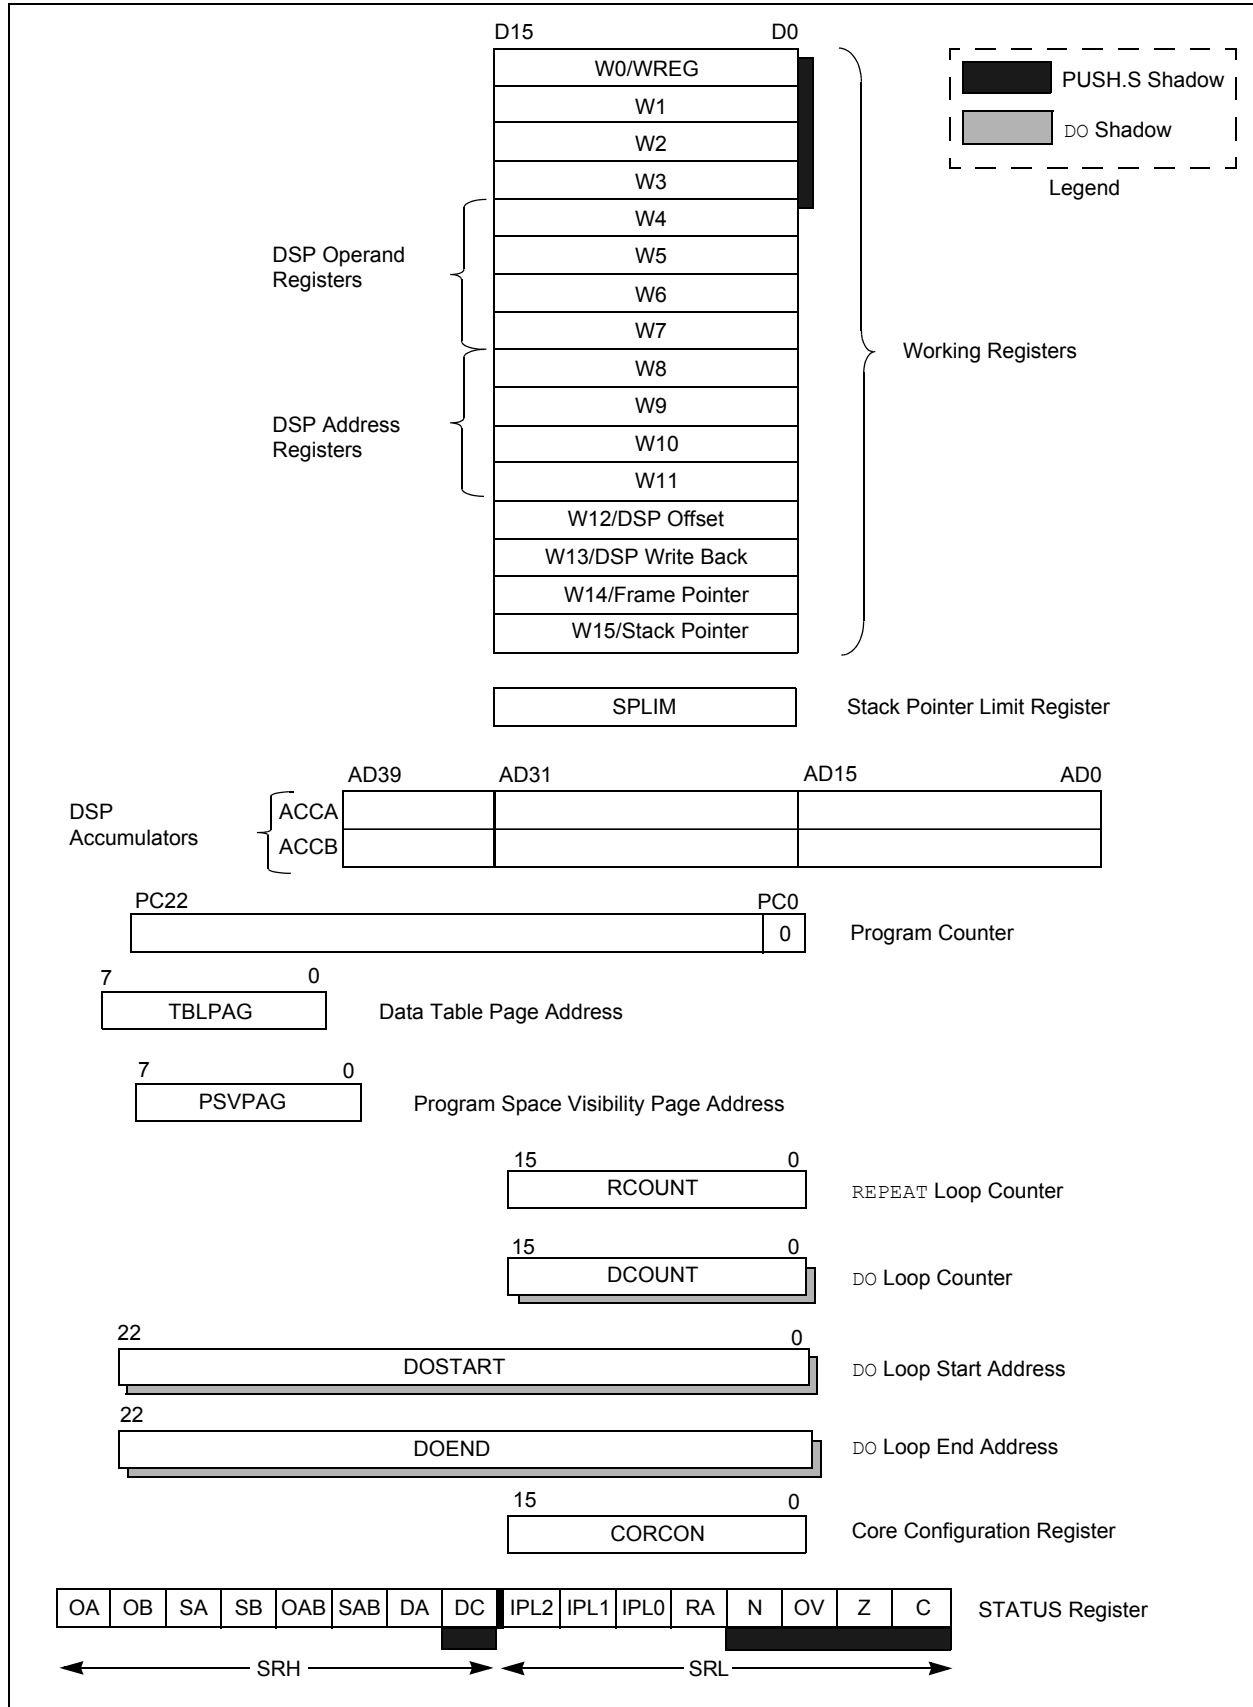 D15 D0
W0/WREG
PUSH.S Shadow
W1
DO Shadow
W2
W3
Legend
W4
DSP Operand
Registers
W5
W6
W7
Working Registers
W8
W9
DSP Address
Registers
W10
W11
W12/DSP Offset
W13/DSP Write Back
W14/Frame Pointer
W15/Stack Pointer
SPLIM Stack Pointer Limit Register
AD39 AD31 AD15 AD0
DSP
Accumulators
ACCA
ACCB
PC22 PC0
0 Program Counter
7 0
TBLPAG Data Table Page Address
7 0
PSVPAG Program Space Visibility Page Address
15 0
RCOUNT REPEAT Loop Counter
15 0
DCOUNT DO Loop Counter
22 0
DOSTART DO Loop Start Address
22
DOEND DO Loop End Address
15 0
CORCON Core Configuration Register
OA OB SA SB OAB SAB DA DC IPL2 IPL1 IPL0 RA N OV Z C STATUS Register
SRH SRL